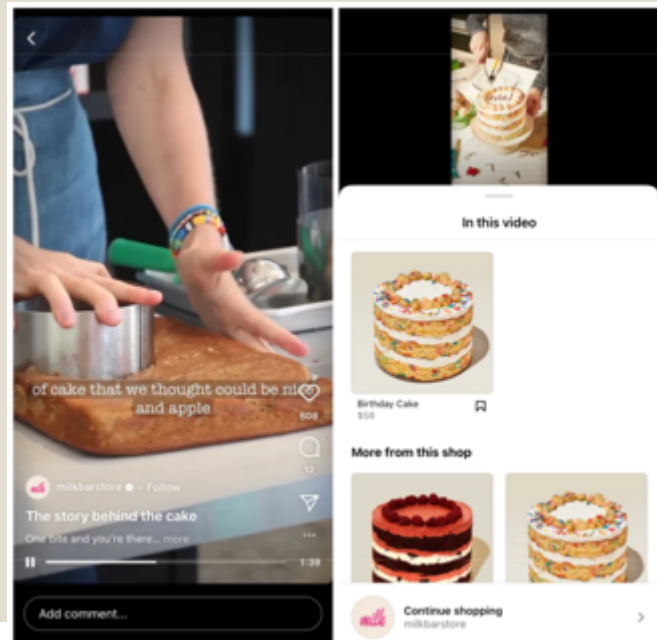 of cake that we thought could be nice
and apple
608
12
milkbarstore • Follow
The story behind the cake
One bite and you're there... more
1:39
Add comment...
In this video
Birthday Cake
$58
More from this shop
milk
Continue shopping
milkbarstore